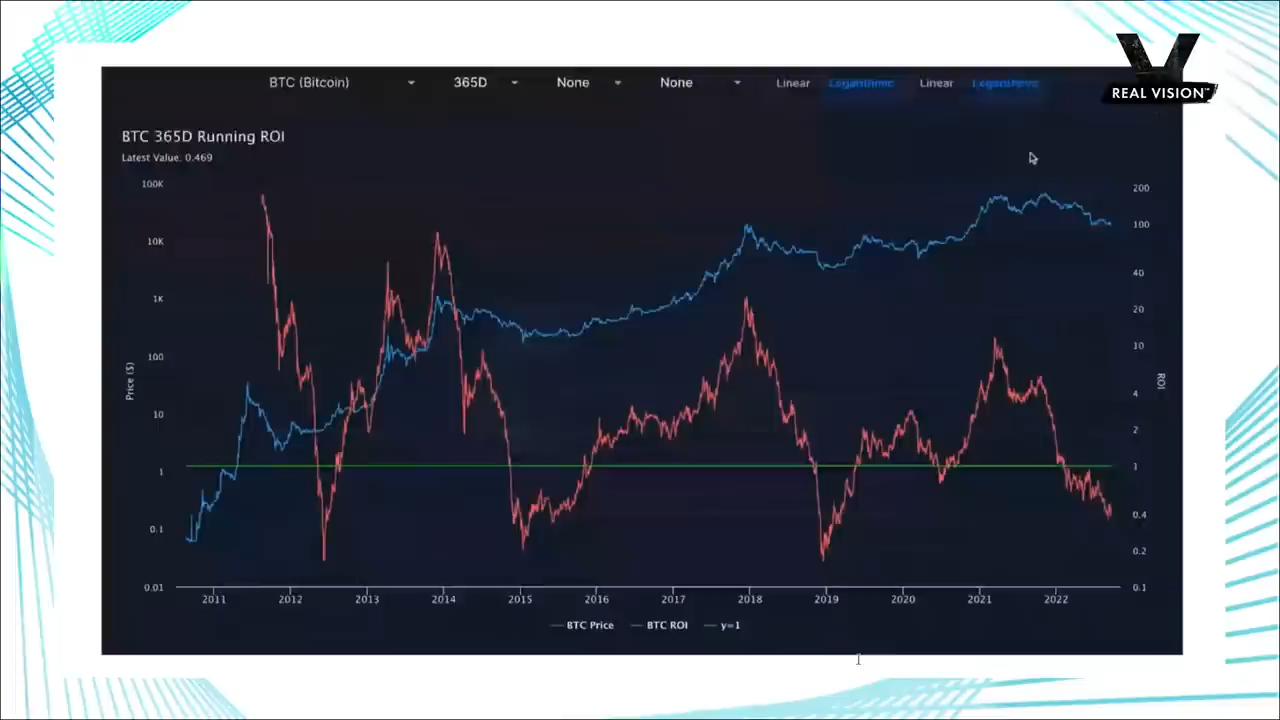 REAL VISION™
BTC (Bitcoin) 365D None None Linear Logarithmic Linear Logarithmic
BTC 365D Running ROI
Latest Value. 0.469
100K
10K
1K
100
10
1
0.1
0.01
Price ($)
200
100
40
20
10
4
2
1
0.4
0.2
0.1
ROI
2011 2012 2013 2014 2015 2016 2017 2018 2019 2020 2021 2022
BTC Price BTC ROI y=1